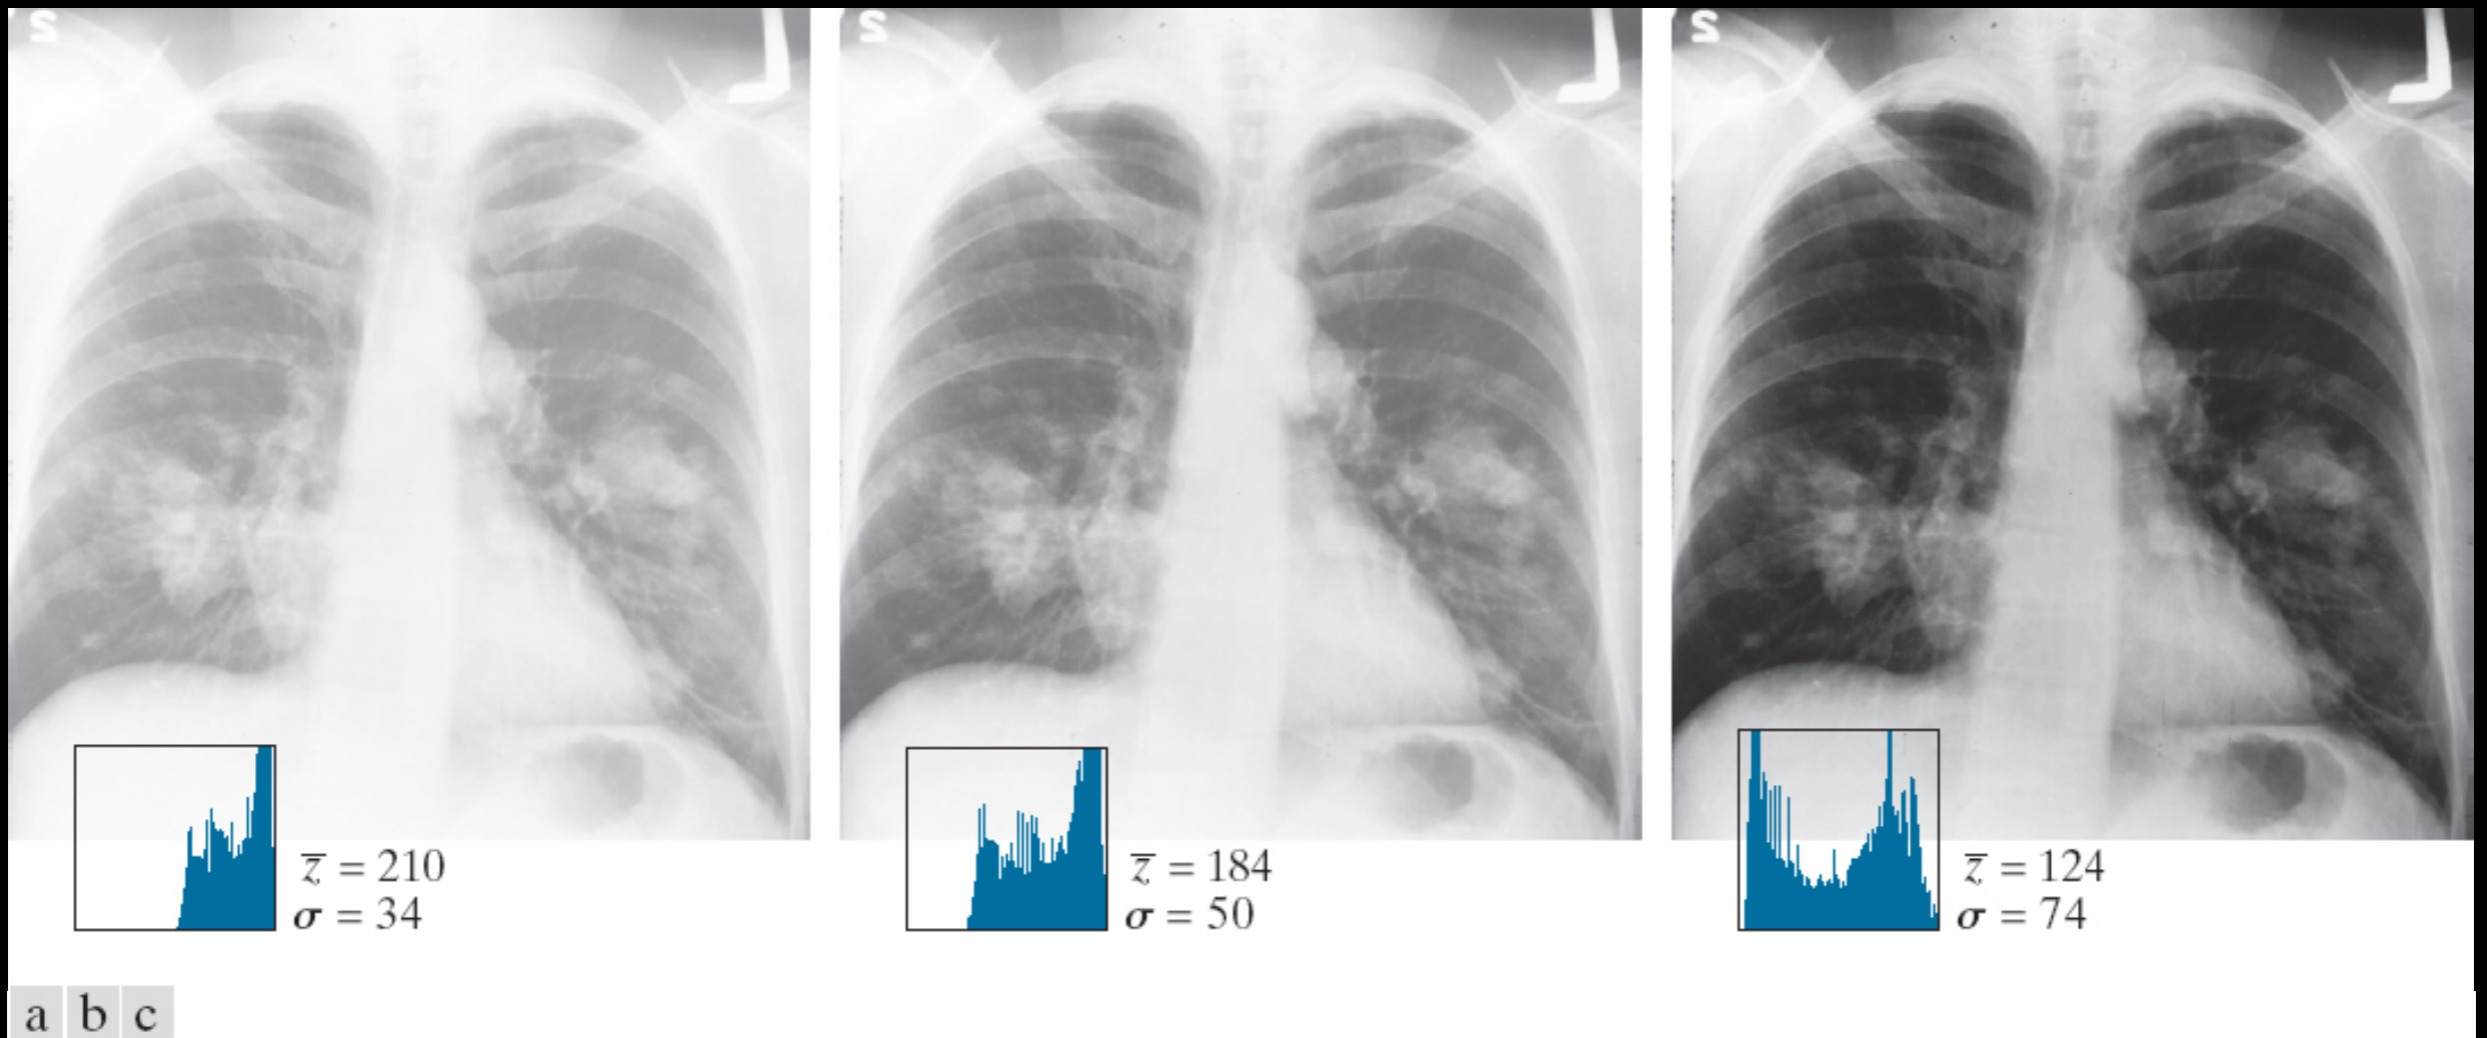 S S S
z̄ = 210
σ = 34
z̄ = 184
σ = 50
z̄ = 124
σ = 74
a b c